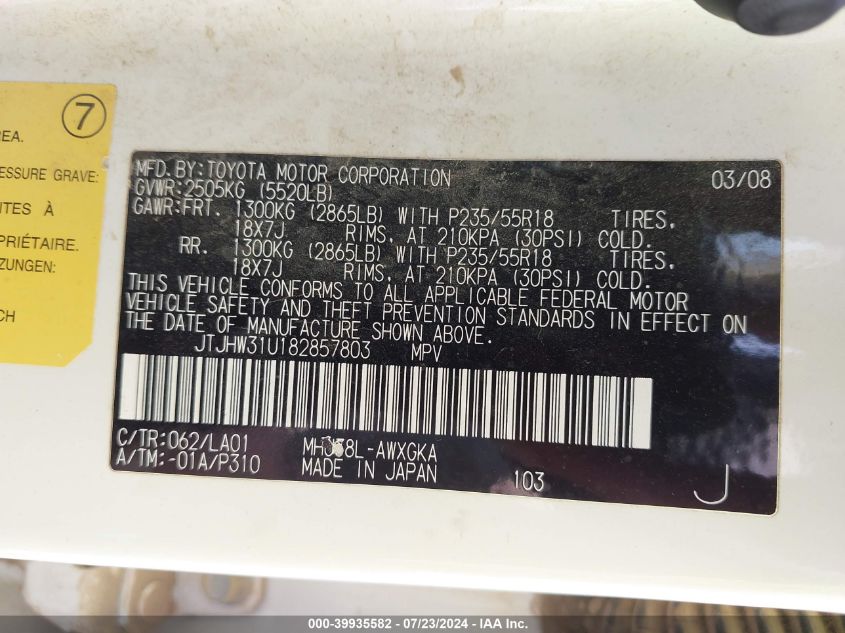 7
REA.
ESSURE GRAVE:
ITES À
OPRIÉTAIRE.
ZUNGEN:
CH
MFD.BY:TOYOTA MOTOR CORPORATION 03/08
GVWR:2505KG (5520LB)
GAWR:FRT. 1300KG (2865LB) WITH P235/55R18 TIRES,
18X7J RIMS, AT 210KPA (30PSI) COLD.
RR. 1300KG (2865LB) WITH P235/55R18 TIRES,
18X7J RIMS, AT 210KPA (30PSI) COLD.
THIS VEHICLE CONFORMS TO ALL APPLICABLE FEDERAL MOTOR
VEHICLE SAFETY AND THEFT PREVENTION STANDARDS IN EFFECT ON
THE DATE OF MANUFACTURE SHOWN ABOVE.
JTJHW31U182857803 MPV
C/TR:062/LA01
A/TM:-01A/P310
MADE IN JAPAN
103
J
000-39935582 - 07/23/2024 - IAA Inc.